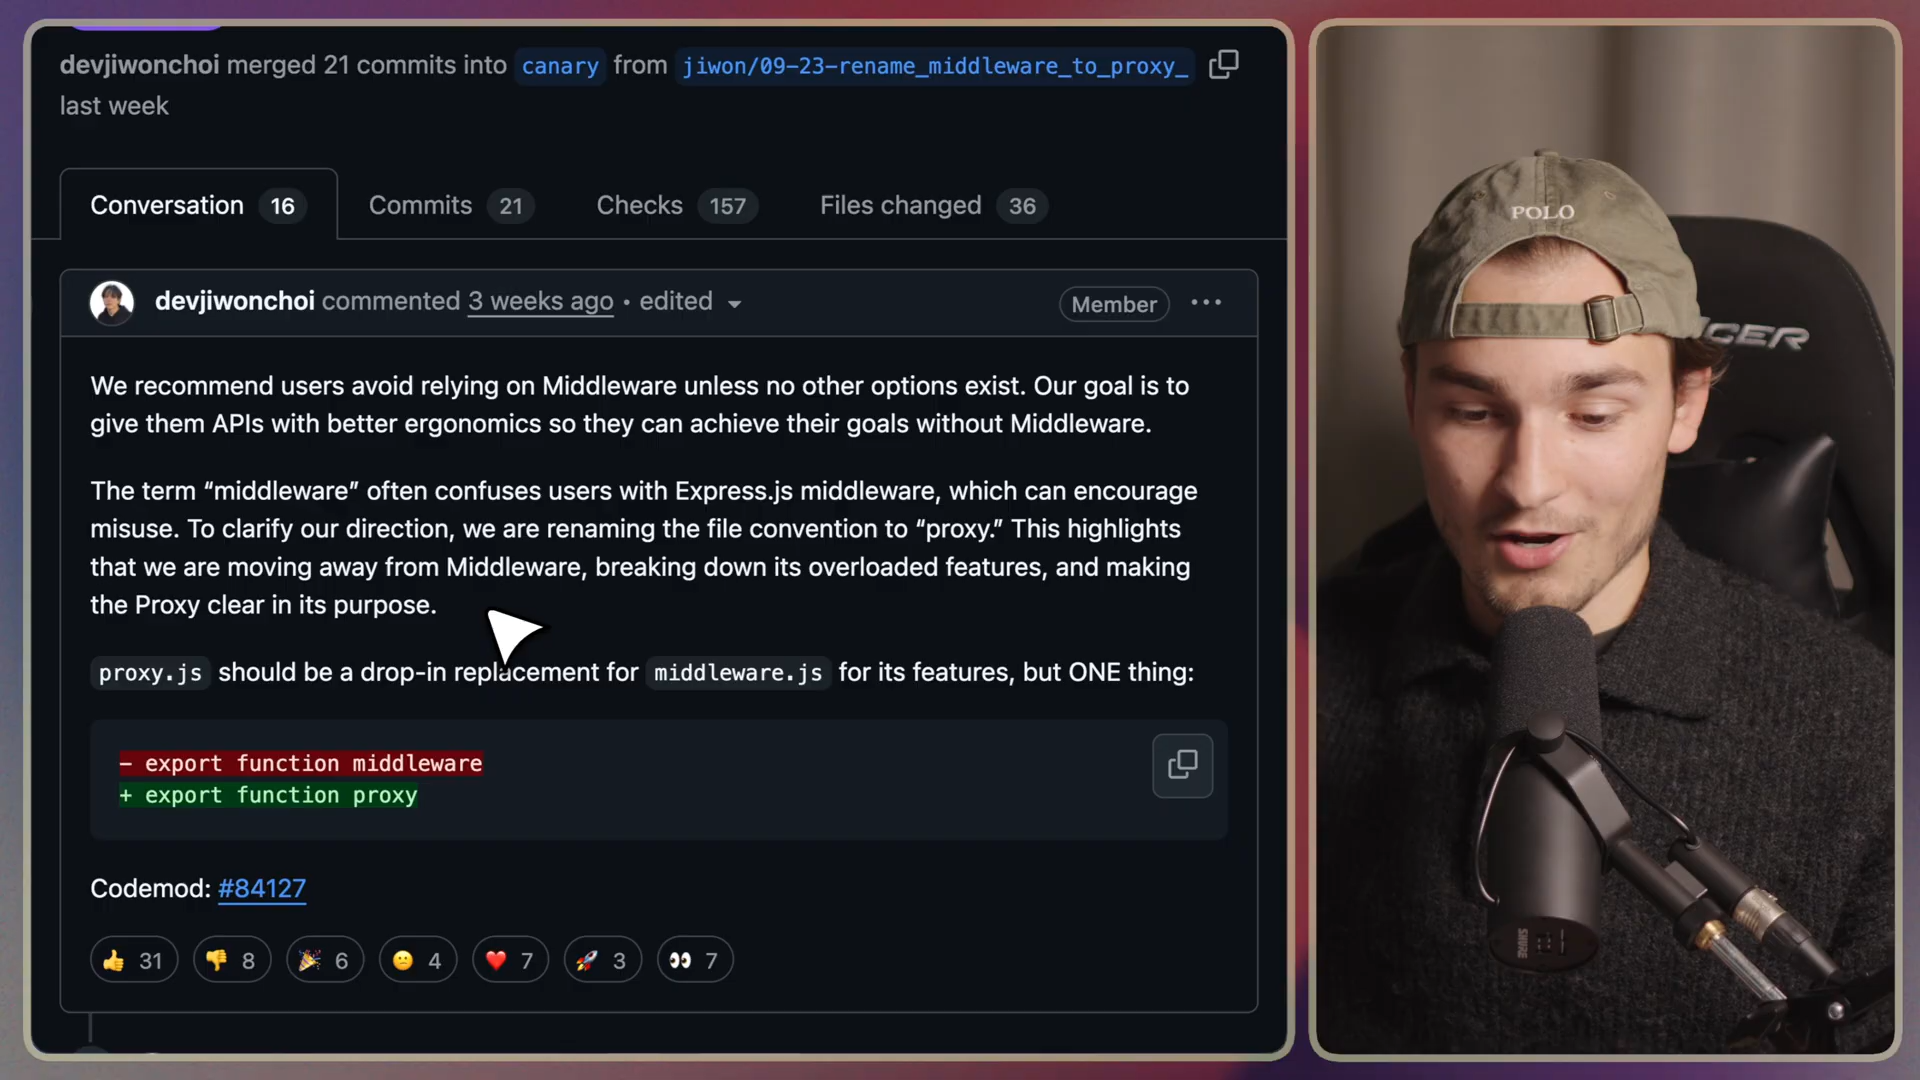 devjiwonchoi merged 21 commits into canary from jiwon/09-23-rename_middleware_to_proxy_
last week
Conversation 16 Commits 21 Checks 157 Files changed 36
devjiwonchoi commented 3 weeks ago • edited
Member
We recommend users avoid relying on Middleware unless no other options exist. Our goal is to
give them APIs with better ergonomics so they can achieve their goals without Middleware.
The term “middleware” often confuses users with Express.js middleware, which can encourage
misuse. To clarify our direction, we are renaming the file convention to “proxy.” This highlights
that we are moving away from Middleware, breaking down its overloaded features, and making
the Proxy clear in its purpose.
proxy.js should be a drop-in replacement for middleware.js for its features, but ONE thing:
- export function middleware
+ export function proxy
Codemod: #84127
👍 31 👎 8 🎉 6 😕 4 ❤️ 7 🚀 3 👀 7
POLO
CER
SHURE